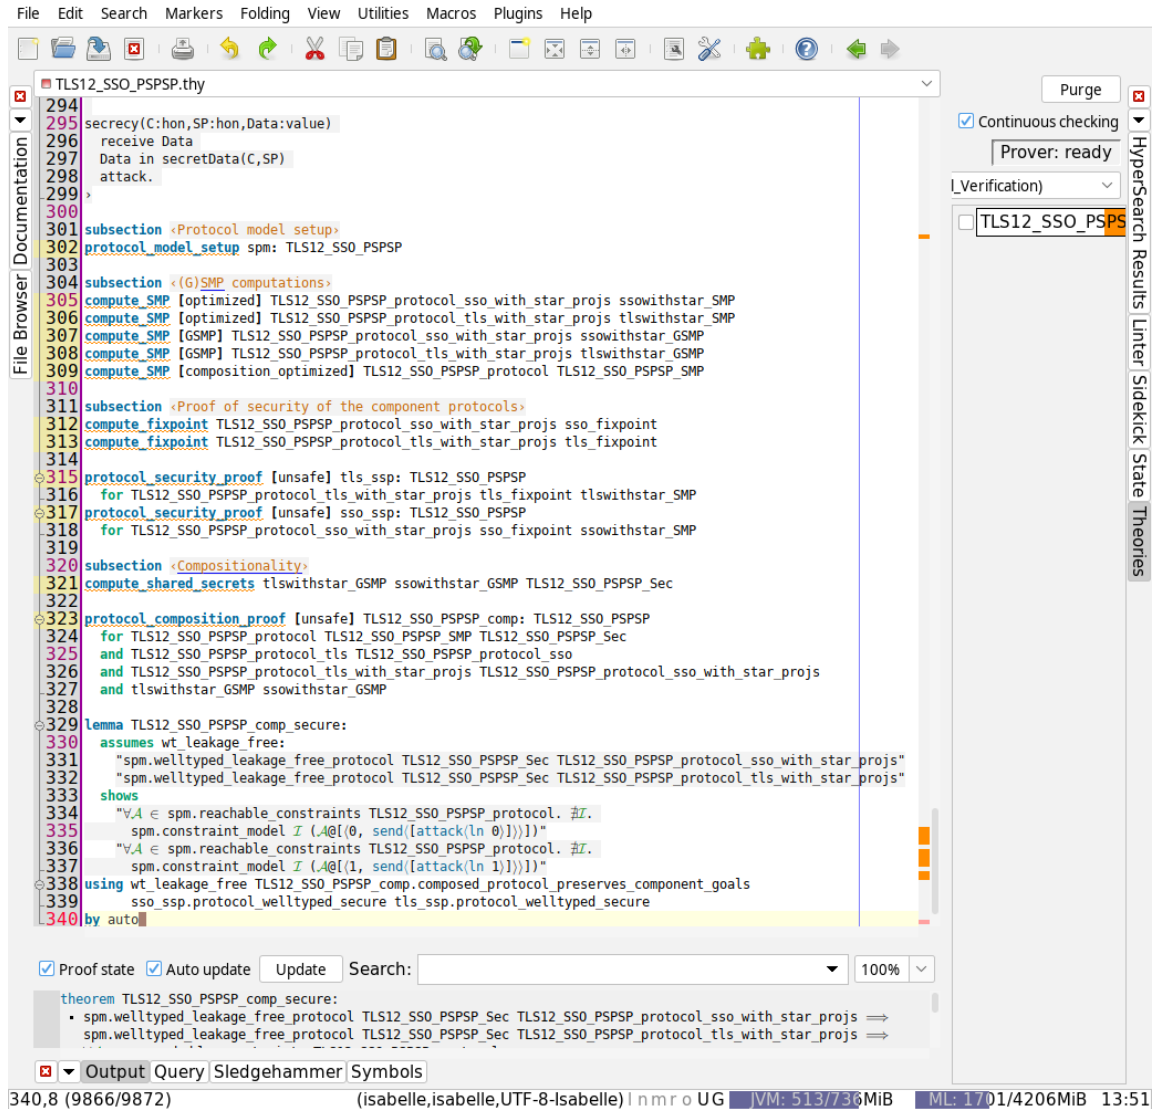 File Edit Search Markers Folding View Utilities Macros Plugins Help
TLS12_SSO_PSPSP.thy
294
295 secrecy(C:hon,SP:hon,Data:value)
296 receive Data
297 Data in secretData(C,SP)
298 attack.
299 ›
300
301 subsection ‹Protocol model setup›
302 protocol_model_setup spm: TLS12_SSO_PSPSP
303
304 subsection ‹(G)SMP computations›
305 compute_SMP [optimized] TLS12_SSO_PSPSP_protocol_sso_with_star_projs ssowithstar_SMP
306 compute_SMP [optimized] TLS12_SSO_PSPSP_protocol_tls_with_star_projs tlswithstar_SMP
307 compute_SMP [GSMP] TLS12_SSO_PSPSP_protocol_sso_with_star_projs ssowithstar_GSMP
308 compute_SMP [GSMP] TLS12_SSO_PSPSP_protocol_tls_with_star_projs tlswithstar_GSMP
309 compute_SMP [composition_optimized] TLS12_SSO_PSPSP_protocol TLS12_SSO_PSPSP_SMP
310
311 subsection ‹Proof of security of the component protocols›
312 compute_fixpoint TLS12_SSO_PSPSP_protocol_sso_with_star_projs sso_fixpoint
313 compute_fixpoint TLS12_SSO_PSPSP_protocol_tls_with_star_projs tls_fixpoint
314
315 protocol_security_proof [unsafe] tls_ssp: TLS12_SSO_PSPSP
316 for TLS12_SSO_PSPSP_protocol_tls_with_star_projs tls_fixpoint tlswithstar_SMP
317 protocol_security_proof [unsafe] sso_ssp: TLS12_SSO_PSPSP
318 for TLS12_SSO_PSPSP_protocol_sso_with_star_projs sso_fixpoint ssowithstar_SMP
319
320 subsection ‹Compositionality›
321 compute_shared_secrets tlswithstar_GSMP ssowithstar_GSMP TLS12_SSO_PSPSP_Sec
322
323 protocol_composition_proof [unsafe] TLS12_SSO_PSPSP_comp: TLS12_SSO_PSPSP
324 for TLS12_SSO_PSPSP_protocol TLS12_SSO_PSPSP_SMP TLS12_SSO_PSPSP_Sec
325 and TLS12_SSO_PSPSP_protocol_tls TLS12_SSO_PSPSP_protocol_sso
326 and TLS12_SSO_PSPSP_protocol_tls_with_star_projs TLS12_SSO_PSPSP_protocol_sso_with_star_projs
327 and tlswithstar_GSMP ssowithstar_GSMP
328
329 lemma TLS12_SSO_PSPSP_comp_secure:
330 assumes wt_leakage_free:
331 "spm.welltyped_leakage_free_protocol TLS12_SSO_PSPSP_Sec TLS12_SSO_PSPSP_protocol_sso_with_star_projs"
332 "spm.welltyped_leakage_free_protocol TLS12_SSO_PSPSP_Sec TLS12_SSO_PSPSP_protocol_tls_with_star_projs"
333 shows
334 "∀𝒜 ∈ spm.reachable_constraints TLS12_SSO_PSPSP_protocol. ∄ℐ.
335 spm.constraint_model ℐ (𝒜@[⟨0, send⟨[attack⟨ln 0⟩]⟩⟩])"
336 "∀𝒜 ∈ spm.reachable_constraints TLS12_SSO_PSPSP_protocol. ∄ℐ.
337 spm.constraint_model ℐ (𝒜@[⟨1, send⟨[attack⟨ln 1⟩]⟩⟩])"
338 using wt_leakage_free TLS12_SSO_PSPSP_comp.composed_protocol_preserves_component_goals
339 sso_ssp.protocol_welltyped_secure tls_ssp.protocol_welltyped_secure
340 by auto
Proof state Auto update Update Search: 100%
theorem TLS12_SSO_PSPSP_comp_secure:
▪ spm.welltyped_leakage_free_protocol TLS12_SSO_PSPSP_Sec TLS12_SSO_PSPSP_protocol_sso_with_star_projs ⟹
spm.welltyped_leakage_free_protocol TLS12_SSO_PSPSP_Sec TLS12_SSO_PSPSP_protocol_tls_with_star_projs ⟹
Output Query Sledgehammer Symbols
340,8 (9866/9872) (isabelle,isabelle,UTF-8-Isabelle) l n m r o U G JVM: 513/736MiB ML: 1701/4206MiB 13:51
Documentation
File Browser
Purge
Continuous checking
Prover: ready
l_Verification)
TLS12_SSO_PSPS
HyperSearch Results
Linter
Sidekick
State
Theories